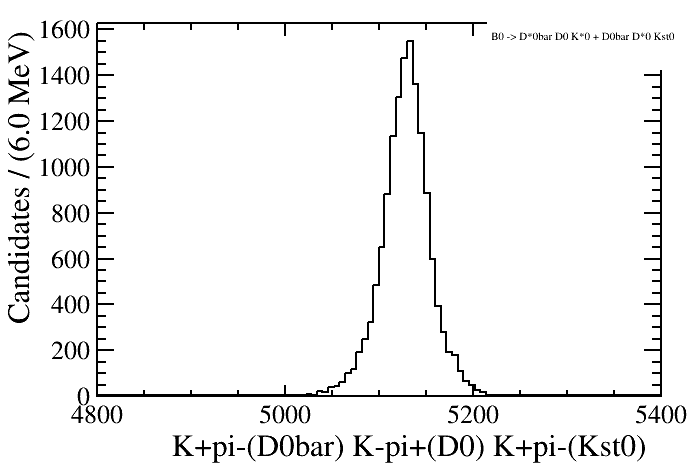 B0 -> D*0bar D0 K*0 + D0bar D*0 Kst0
Candidates / (6.0 MeV)
1600
1400
1200
1000
800
600
400
200
0
4800 5000 5200 5400
K+pi-(D0bar) K-pi+(D0) K+pi-(Kst0)